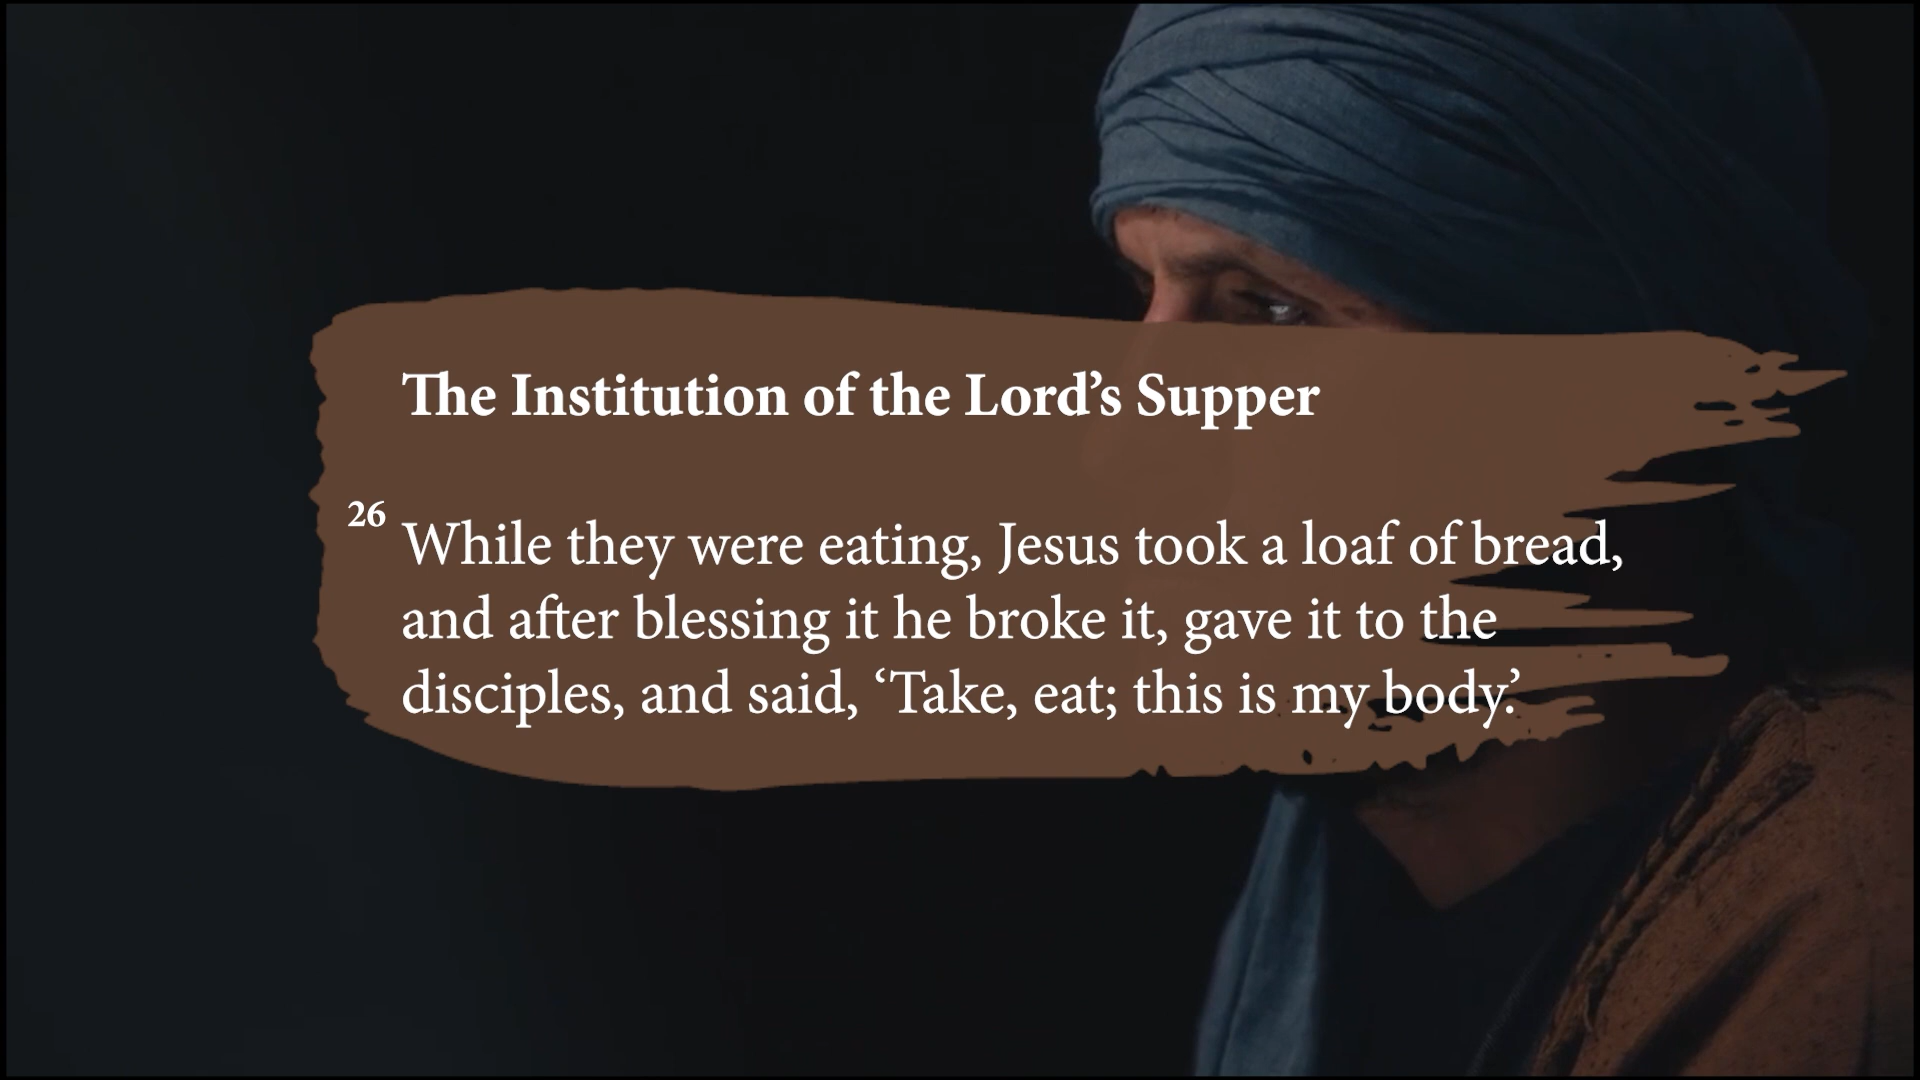 The Institution of the Lord’s Supper
26
While they were eating, Jesus took a loaf of bread,
and after blessing it he broke it, gave it to the
disciples, and said, ‘Take, eat; this is my body.’